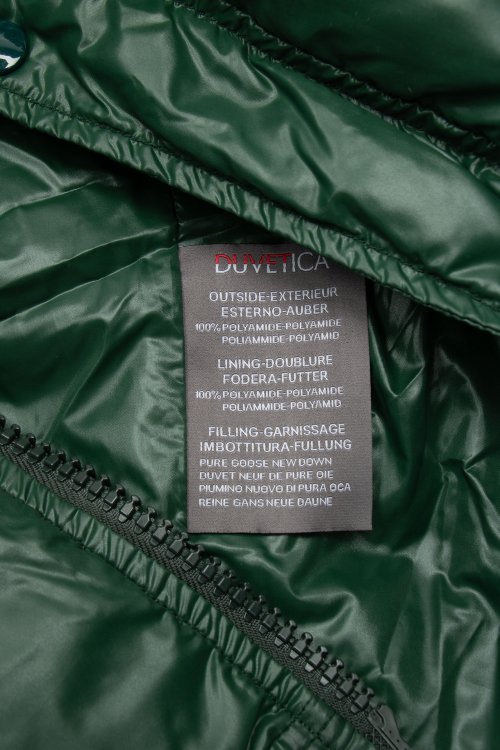 DUVETICA
OUTSIDE-EXTERIEUR
ESTERNO-AUBER
100% POLYAMIDE-POLYAMIDE
POLIAMMIDE-POLYAMID
LINING-DOUBLURE
FODERA-FUTTER
100% POLYAMIDE-POLYAMIDE
POLIAMMIDE-POLYAMID
FILLING-GARNISSAGE
IMBOTTITURA-FULLUNG
PURE GOOSE NEW DOWN
DUVET NEUF DE PURE OIE
PIUMINO NUOVO DI PURA OCA
REINE GANS NEUE DAUNE